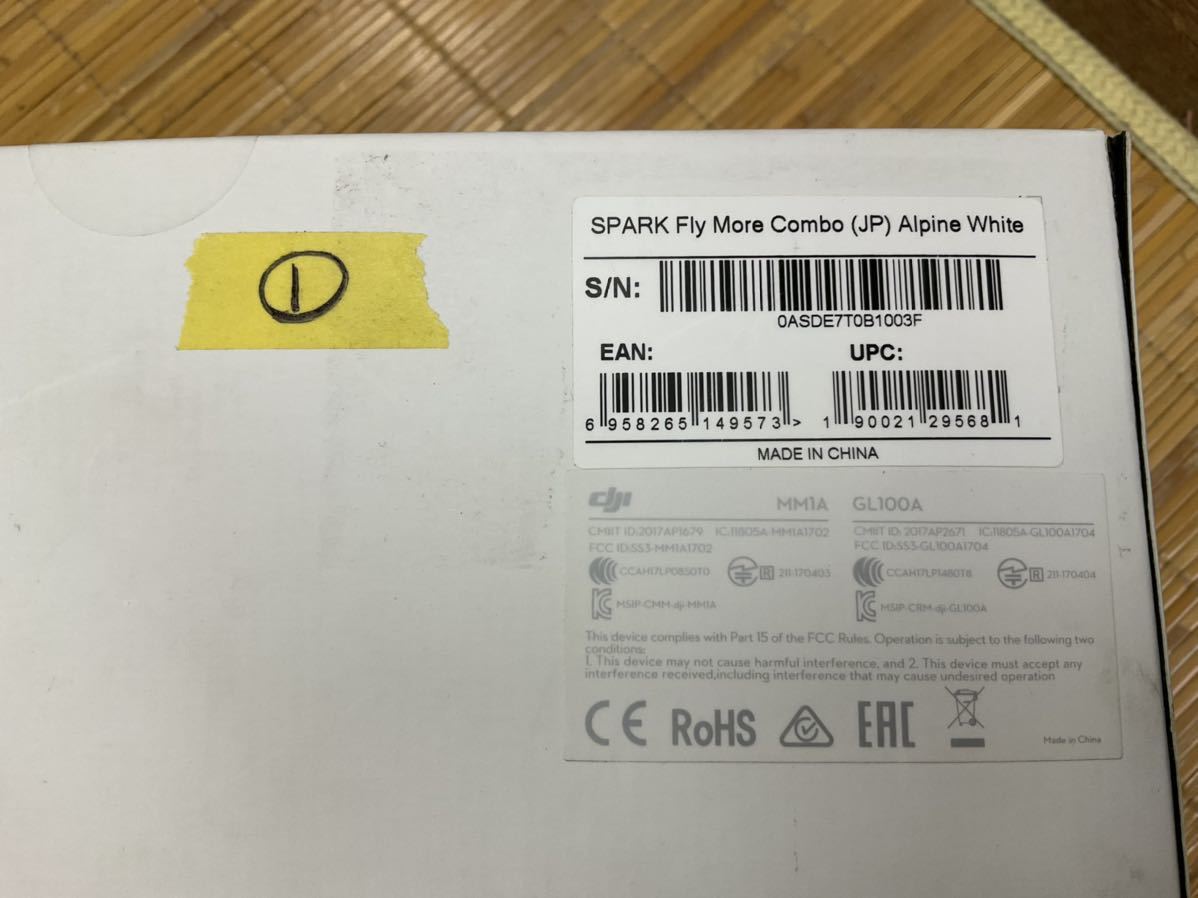 ①
SPARK Fly More Combo (JP) Alpine White
S/N:
0ASDE7T0B1003F
EAN: UPC:
6 958265 149573 > 1 90021 29568 1
MADE IN CHINA
dji MM1A GL100A
CMIIT ID:2017AP1679 IC:11805A-MM1A1702 CMIIT ID: 2017AP2671 IC:11805A-GL100A1704
FCC ID:SS3-MM1A1702 FCC ID:SS3-GL100A1704
CCAH17LP0850T0 R 211-170403 CCAH17LP1480T8 R 211-170404
MSIP-CMM-dji-MM1A MSIP-CRM-dji-GL100A
This device complies with Part 15 of the FCC Rules. Operation is subject to the following two
conditions:
1. This device may not cause harmful interference, and 2. This device must accept any
interference received,including interference that may cause undesired operation
CE RoHS EAC
Made in China